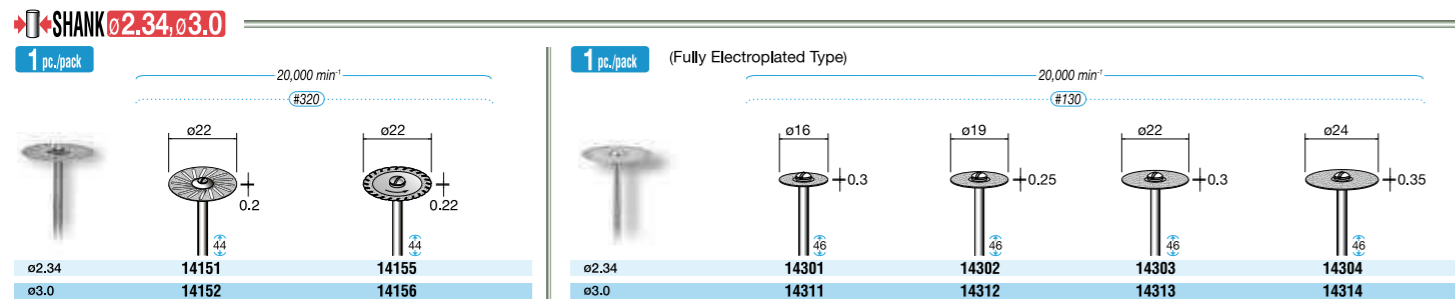 SHANK ø2.34,ø3.0
1 pc./pack
20,000 min-1
#320
ø22 ø22
0.2 0.22
44 44
ø2.34 14151 14155
ø3.0 14152 14156
1 pc./pack (Fully Electroplated Type)
20,000 min-1
#130
ø16 ø19 ø22 ø24
0.3 0.25 0.3 0.35
46 46 46 46
ø2.34 14301 14302 14303 14304
ø3.0 14311 14312 14313 14314